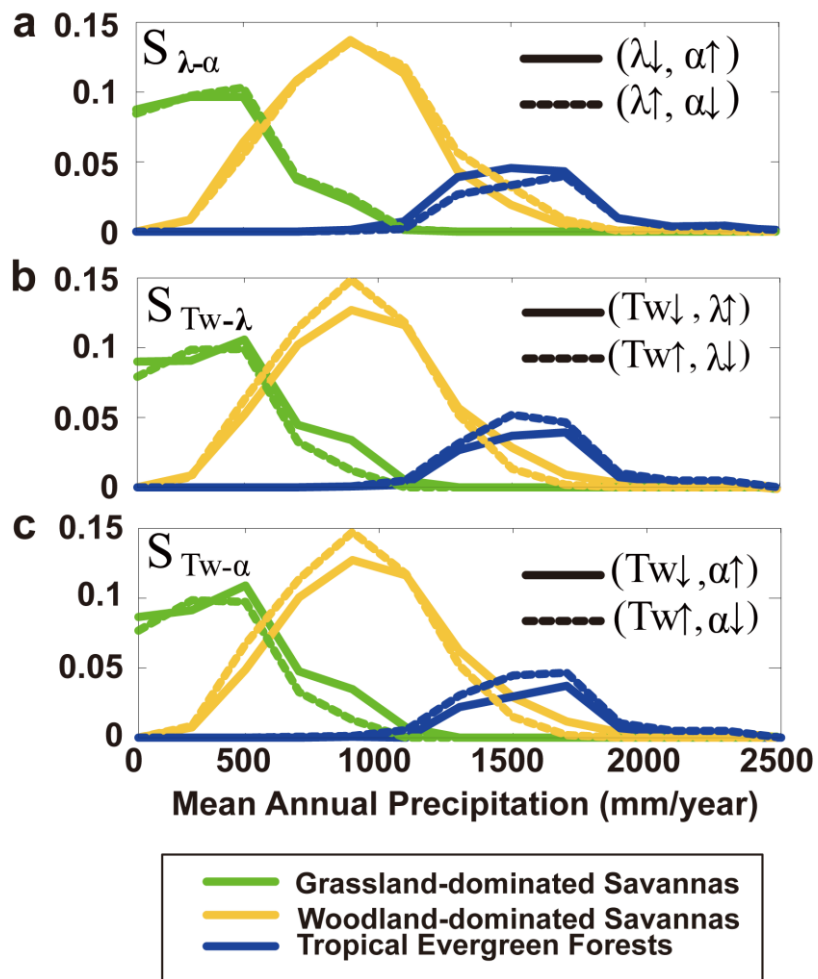 a
0.15
0.1
0.05
0
S λ-α
(λ↓, α↑)
(λ↑, α↓)
b
0.15
0.1
0.05
0
S Tw-λ
(Tw↓, λ↑)
(Tw↑, λ↓)
c
0.15
0.1
0.05
0
S Tw-α
(Tw↓, α↑)
(Tw↑, α↓)
0 500 1000 1500 2000 2500
Mean Annual Precipitation (mm/year)
Grassland-dominated Savannas
Woodland-dominated Savannas
Tropical Evergreen Forests